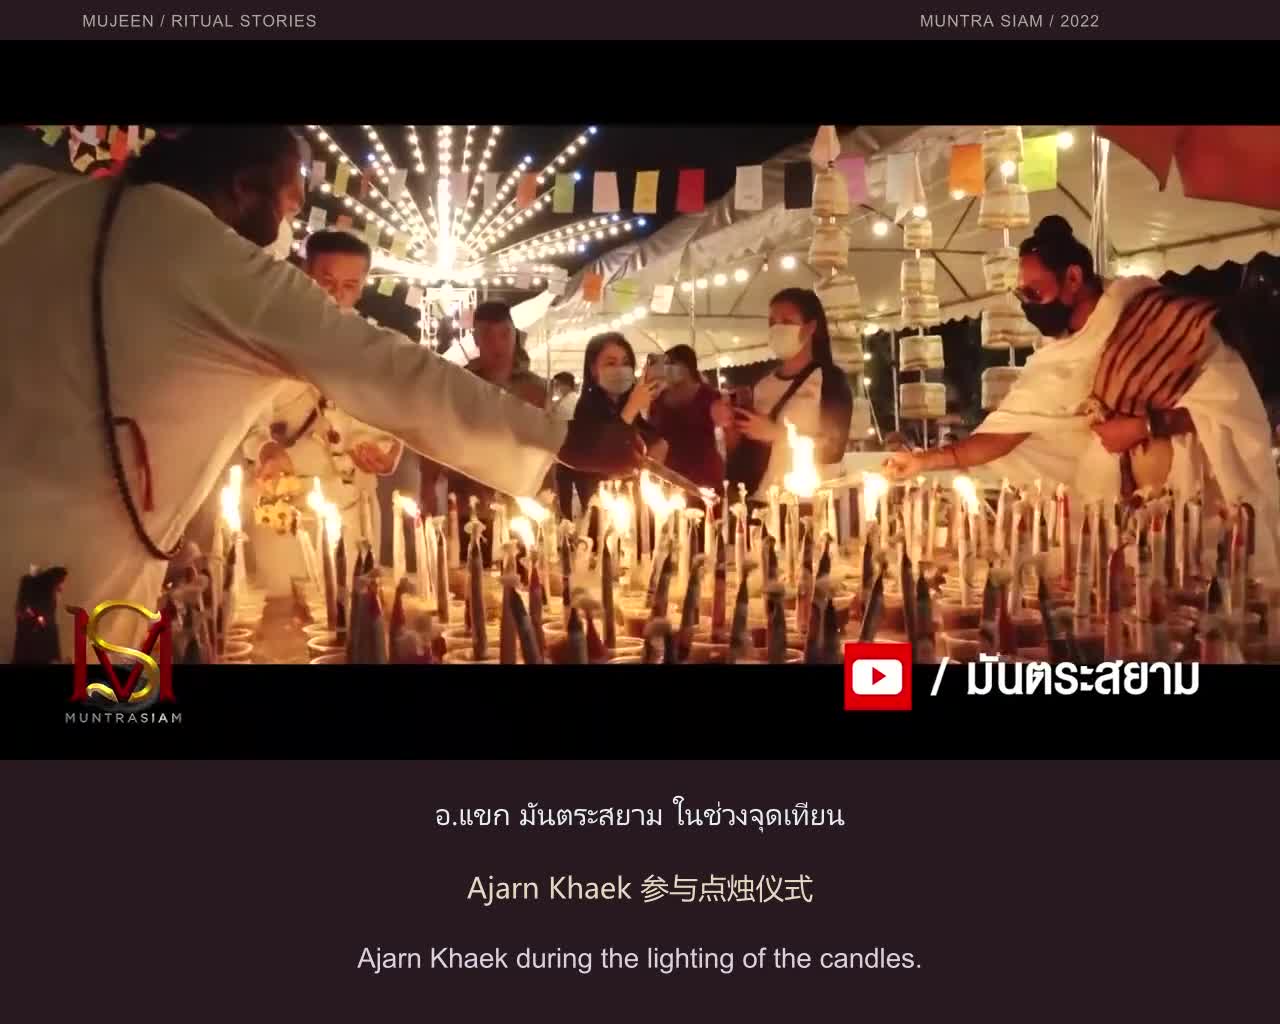 MUJEEN / RITUAL STORIES
MUNTRA SIAM / 2022
MS
MUNTRASIAM
/ มันตระสยาม
อ.แขก มันตระสยาม ในช่วงจุดเทียน
Ajarn Khaek 参与点烛仪式
Ajarn Khaek during the lighting of the candles.